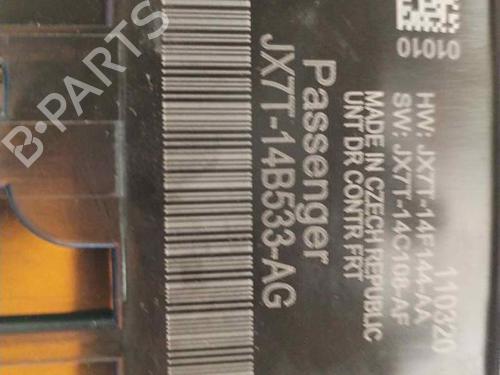 01010
110320
HW: JX7T-14F144-AA
SW: JX7T-14C108-AF
MADE IN CZECH REPUBLIC
UNT DR CONTR FRT
Passenger
JX7T-14B533-AG
B-PARTS